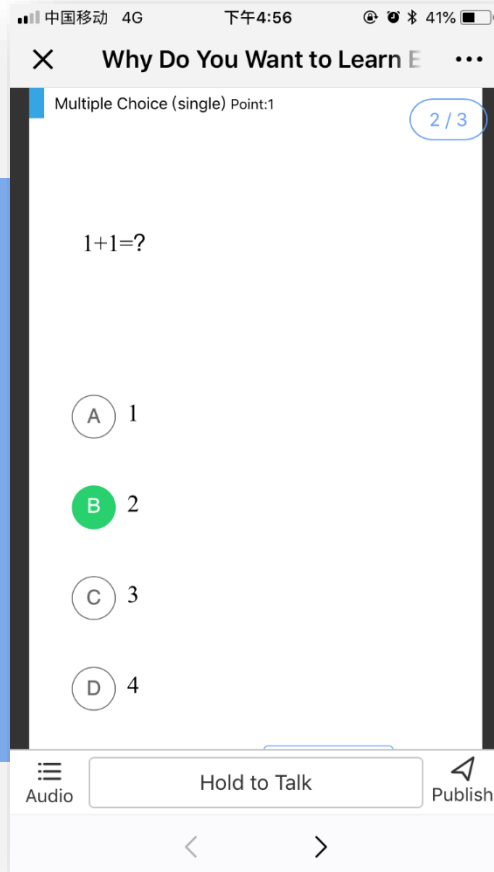 中国移动 4G 下午4:56 41%
Why Do You Want to Learn
Multiple Choice (single) Point:1
2 / 3
1+1=?
A 1
B 2
C 3
D 4
Audio
Hold to Talk
Publish